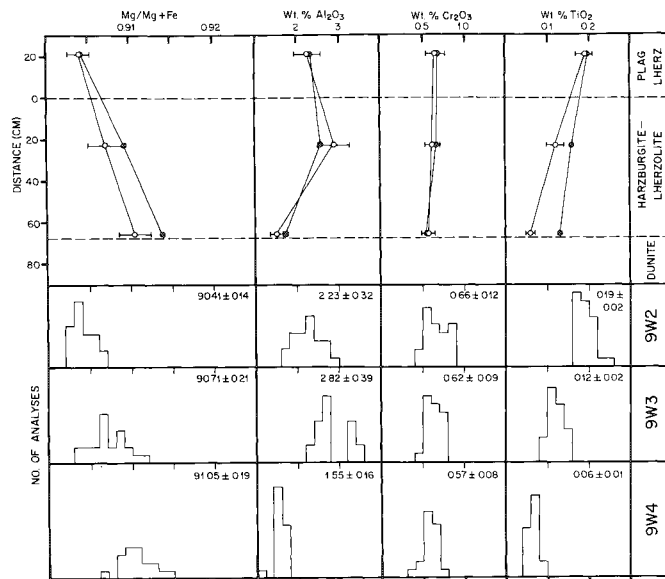 Mg/Mg+Fe
0.91 0.92
Wt. % Al₂O₃
2 3
Wt. % Cr₂O₃
0.5 1.0
Wt % TiO₂
0.1 0.2
DISTANCE (CM)
20
0
20
40
60
80
PLAG LHERZ
HARZBURGITE-LHERZOLITE
DUNITE
NO. OF ANALYSES
90.41 ± 0.14
2.23 ± 0.32
0.66 ± 0.12
0.19 ± 0.02
9W2
90.71 ± 0.21
2.82 ± 0.39
0.62 ± 0.09
0.12 ± 0.02
9W3
91.05 ± 0.19
1.55 ± 0.16
0.57 ± 0.08
0.06 ± 0.01
9W4